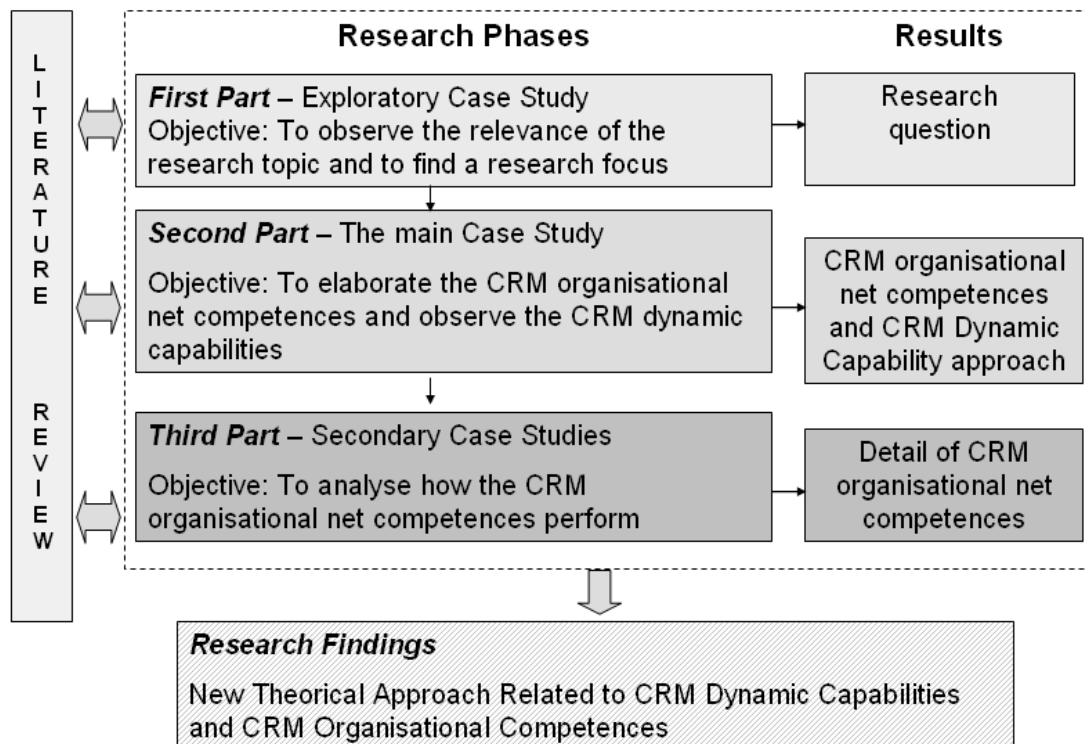 LITERATURE REVIEW
Research Phases
Results
First Part – Exploratory Case Study
Objective: To observe the relevance of the
research topic and to find a research focus
Research
question
Second Part – The main Case Study
Objective: To elaborate the CRM organisational
net competences and observe the CRM dynamic
capabilities
CRM organisational
net competences
and CRM Dynamic
Capability approach
Third Part – Secondary Case Studies
Objective: To analyse how the CRM
organisational net competences perform
Detail of CRM
organisational net
competences
Research Findings
New Theorical Approach Related to CRM Dynamic Capabilities
and CRM Organisational Competences